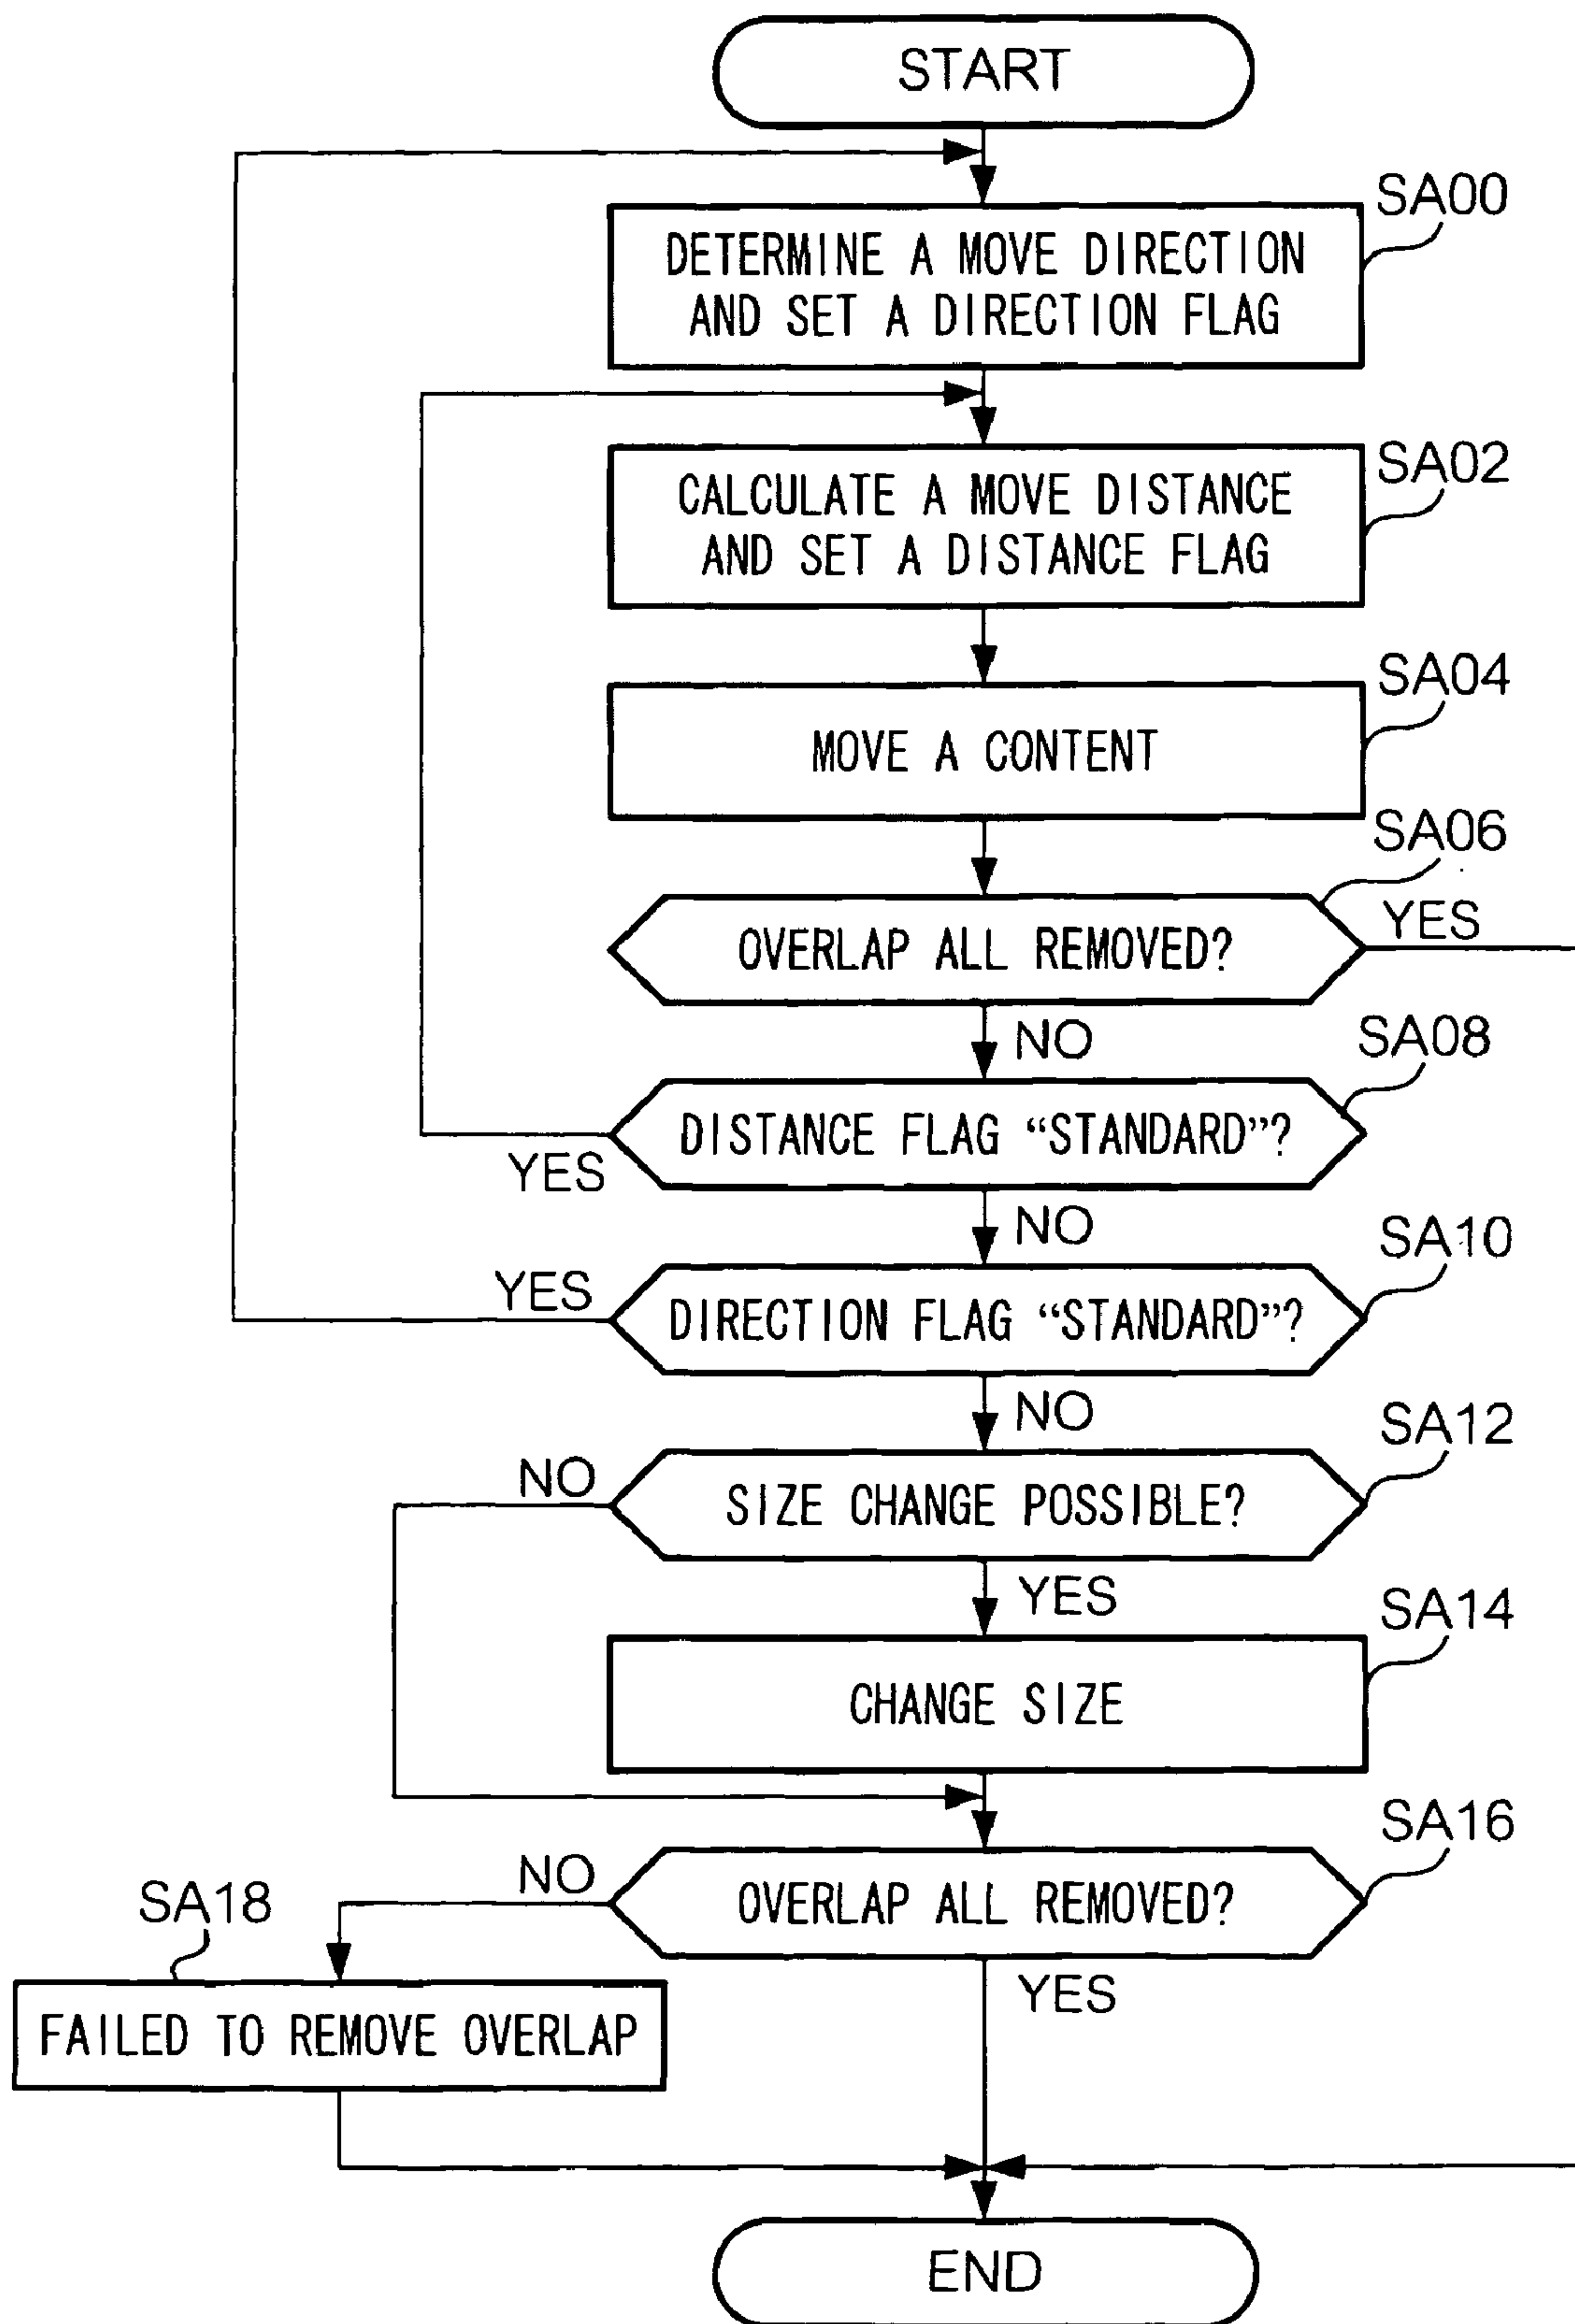 START
SA00
DETERMINE A MOVE DIRECTION
AND SET A DIRECTION FLAG
SA02
CALCULATE A MOVE DISTANCE
AND SET A DISTANCE FLAG
SA04
MOVE A CONTENT
SA06
YES
OVERLAP ALL REMOVED?
NO
SA08
DISTANCE FLAG “STANDARD”?
YES
NO
SA10
YES
DIRECTION FLAG “STANDARD”?
NO
SA12
NO
SIZE CHANGE POSSIBLE?
YES
SA14
CHANGE SIZE
SA16
NO
OVERLAP ALL REMOVED?
SA18
YES
FAILED TO REMOVE OVERLAP
END